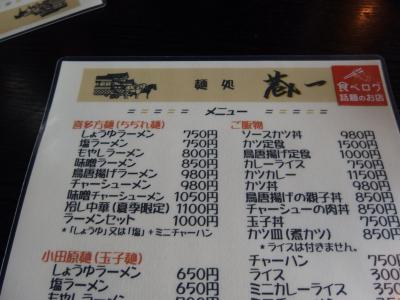 麺処 巷一
食べログ
話題のお店
メニュー
喜多方麺(ちぢれ麺)
しょうゆラーメン 750円
塩ラーメン 750円
もやしラーメン 800円
味噌ラーメン 850円
鳥唐揚げラーメン 980円
チャーシューメン 1000円
味噌チャーシューメン 1050円
冷し中華(夏季限定) 1100円
ラーメンセット 1000円
*「しょうゆ」又は「塩」+ミニチャーハン
小田原麺(玉子麺)
しょうゆラーメン 650円
塩ラーメン 650円
もやしラーメン
ご飯物
ソースカツ丼 980円
カツ定食 1500円
鳥唐揚げ定食 1000円
カレーライス 750円
カツカレー 1150円
カツ丼 980円
鳥唐揚げの親子丼 850円
チャーシューの肉丼 850円
玉子丼 750円
カツ皿(煮カツ) 850円
*ライスは付きません。
チャーハン 750円
ライス
ミニカレーライス